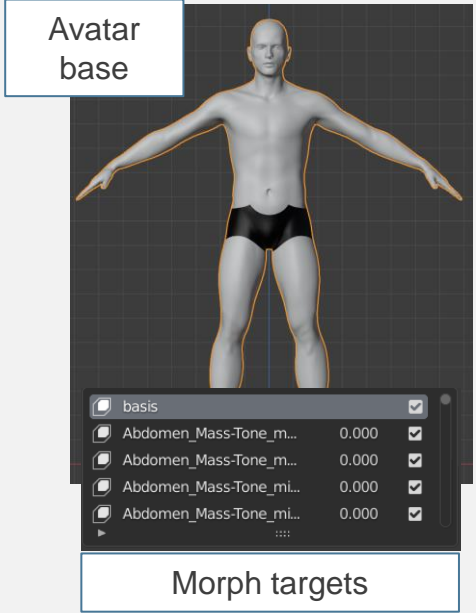 Avatar
base
basis
Abdomen_Mass-Tone_m... 0.000
Abdomen_Mass-Tone_m... 0.000
Abdomen_Mass-Tone_mi... 0.000
Abdomen_Mass-Tone_mi... 0.000
Morph targets